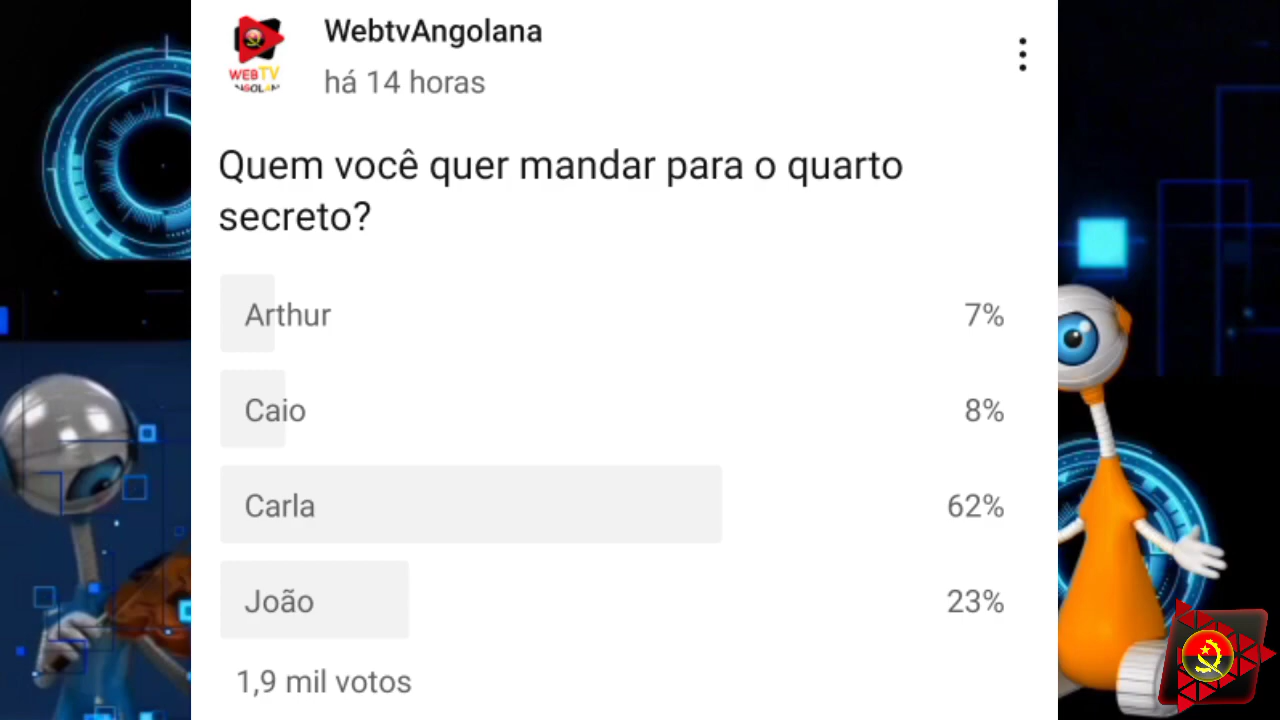 WebtvAngolana
WEBTV
há 14 horas
Quem você quer mandar para o quarto
secreto?
Arthur 7%
Caio 8%
Carla 62%
João 23%
1,9 mil votos